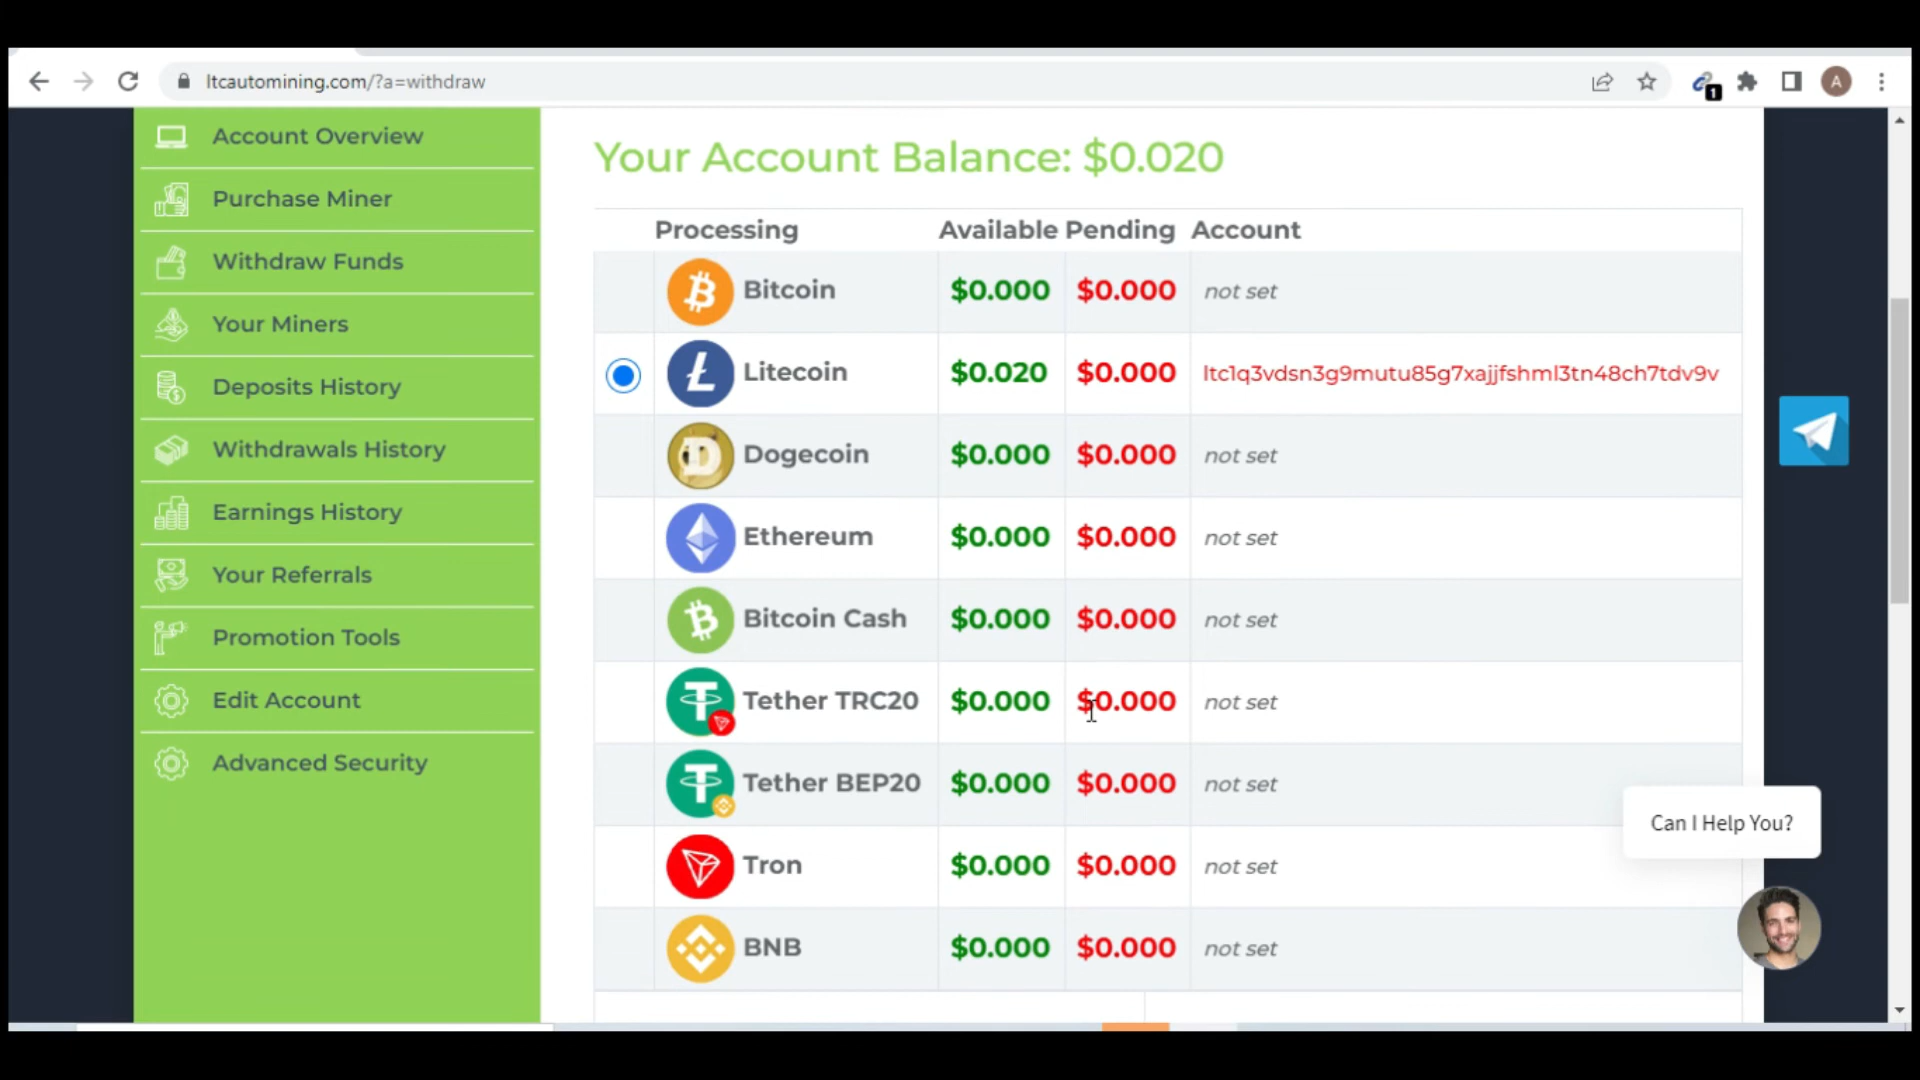 ltcautomining.com/?a=withdraw
1
A
Account Overview
Purchase Miner
Withdraw Funds
Your Miners
Deposits History
Withdrawals History
Earnings History
Your Referrals
Promotion Tools
Edit Account
Advanced Security
Your Account Balance: $0.020
Processing Available Pending Account
Bitcoin $0.000 $0.000 not set
Litecoin $0.020 $0.000 ltc1q3vdsn3g9mutu85g7xajjfshml3tn48ch7tdv9v
Dogecoin $0.000 $0.000 not set
Ethereum $0.000 $0.000 not set
Bitcoin Cash $0.000 $0.000 not set
Tether TRC20 $0.000 $0.000 not set
Tether BEP20 $0.000 $0.000 not set
Tron $0.000 $0.000 not set
BNB $0.000 $0.000 not set
Can I Help You?